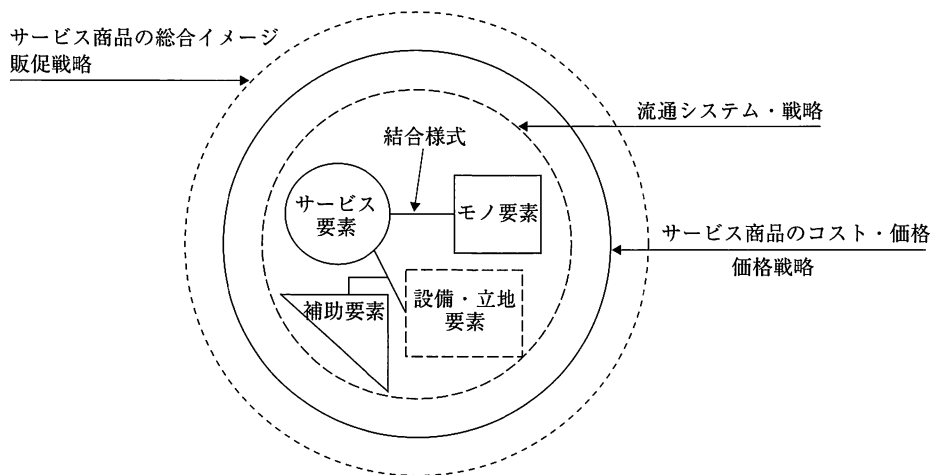 サービス商品の総合イメージ
販促戦略
流通システム・戦略
結合様式
サービス
要素
モノ要素
サービス商品のコスト・価格
価格戦略
補助要素
設備・立地
要素